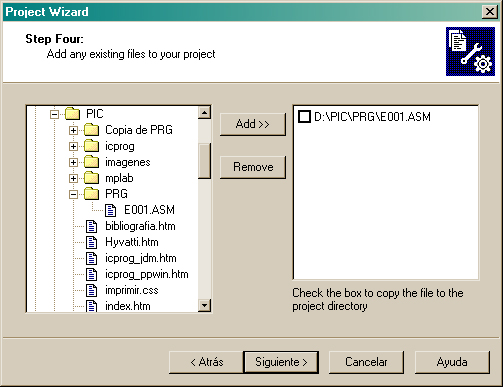 Project Wizard
Step Four:
Add any existing files to your project
PIC
Copia de PRG
icprog
imagenes
mplab
PRG
E001.ASM
bibliografia.htm
Hyvatti.htm
icprog_jdm.htm
icprog_ppwin.htm
imprimir.css
index.htm
Add >>
Remove
D:\PIC\PRG\E001.ASM
Check the box to copy the file to the
project directory
< Atrás
Siguiente >
Cancelar
Ayuda